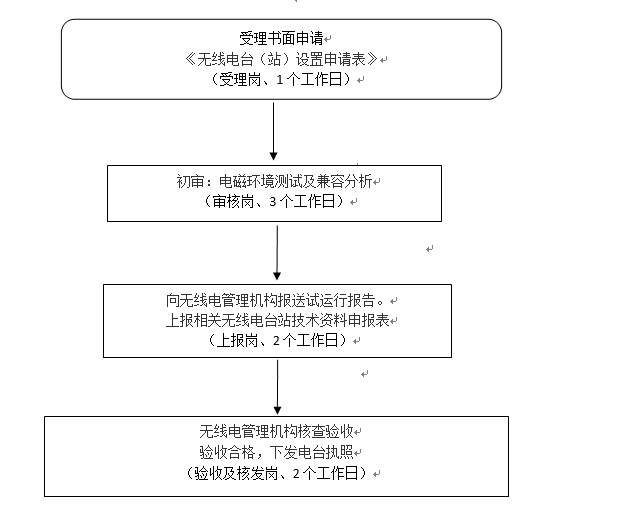 受理书面申请
《无线电台（站）设置申请表》
（受理岗、1个工作日）
初审：电磁环境测试及兼容分析
（审核岗、3个工作日）
向无线电管理机构报送试运行报告。
上报相关无线电台站技术资料申报表
（上报岗、2个工作日）
无线电管理机构核查验收
验收合格，下发电台执照
（验收及核发岗、2个工作日）